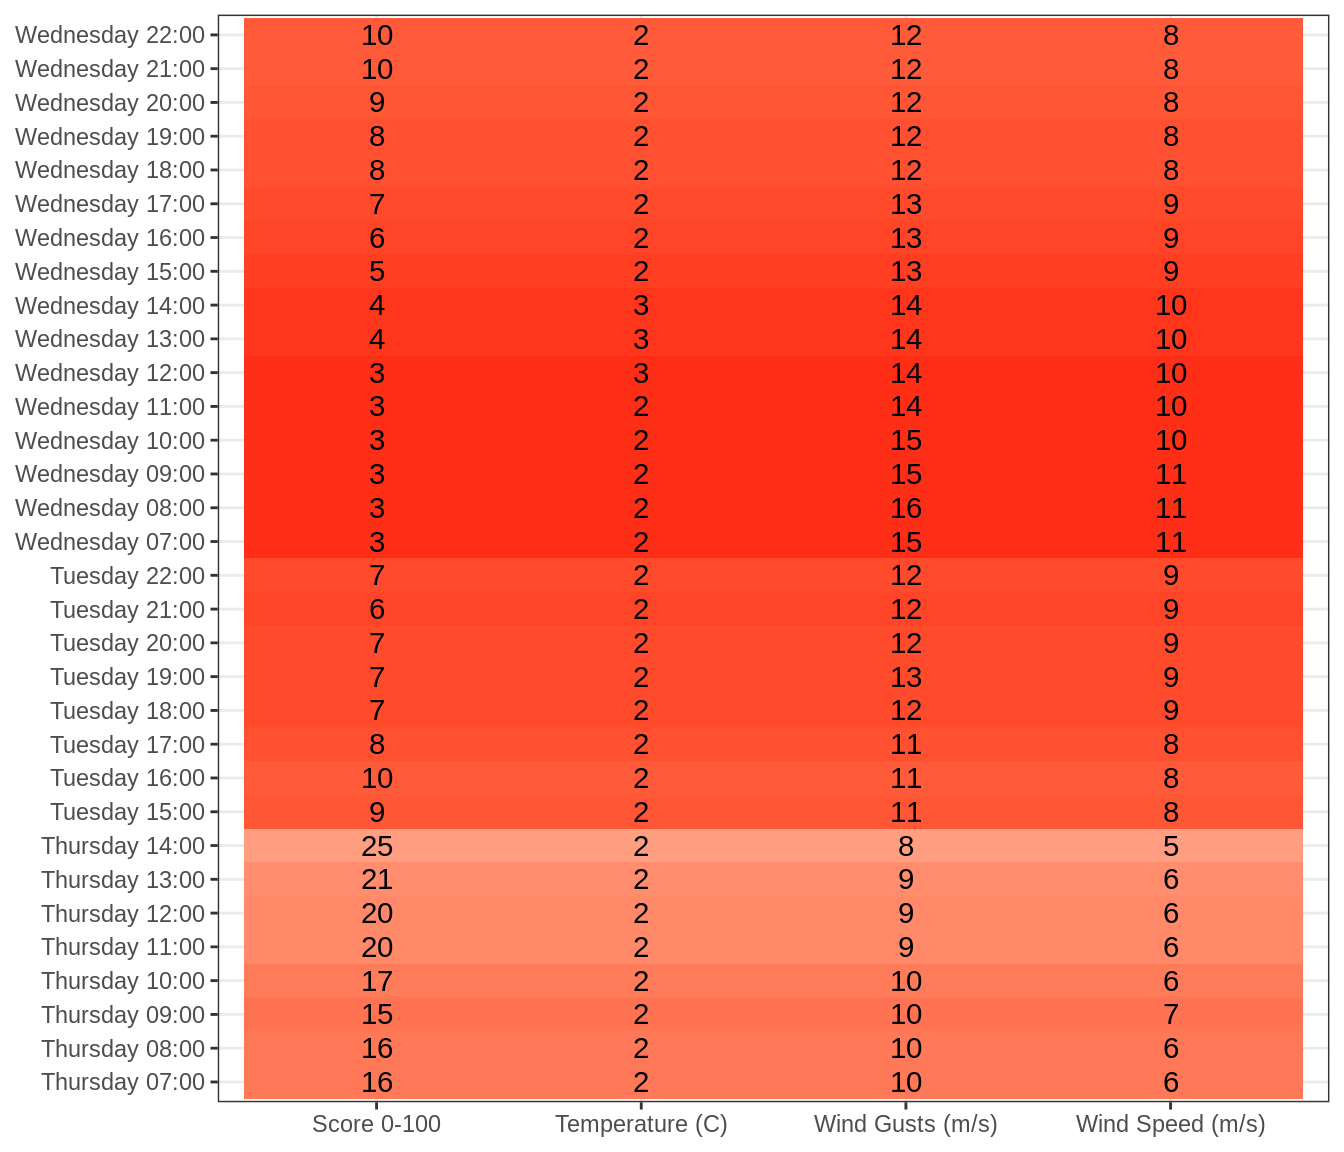 Wednesday 22:00 10 2 12 8
Wednesday 21:00 10 2 12 8
Wednesday 20:00 9 2 12 8
Wednesday 19:00 8 2 12 8
Wednesday 18:00 8 2 12 8
Wednesday 17:00 7 2 13 9
Wednesday 16:00 6 2 13 9
Wednesday 15:00 5 2 13 9
Wednesday 14:00 4 3 14 10
Wednesday 13:00 4 3 14 10
Wednesday 12:00 3 3 14 10
Wednesday 11:00 3 2 14 10
Wednesday 10:00 3 2 15 10
Wednesday 09:00 3 2 15 11
Wednesday 08:00 3 2 16 11
Wednesday 07:00 3 2 15 11
Tuesday 22:00 7 2 12 9
Tuesday 21:00 6 2 12 9
Tuesday 20:00 7 2 12 9
Tuesday 19:00 7 2 13 9
Tuesday 18:00 7 2 12 9
Tuesday 17:00 8 2 11 8
Tuesday 16:00 10 2 11 8
Tuesday 15:00 9 2 11 8
Thursday 14:00 25 2 8 5
Thursday 13:00 21 2 9 6
Thursday 12:00 20 2 9 6
Thursday 11:00 20 2 9 6
Thursday 10:00 17 2 10 6
Thursday 09:00 15 2 10 7
Thursday 08:00 16 2 10 6
Thursday 07:00 16 2 10 6
Score 0-100 Temperature (C) Wind Gusts (m/s) Wind Speed (m/s)